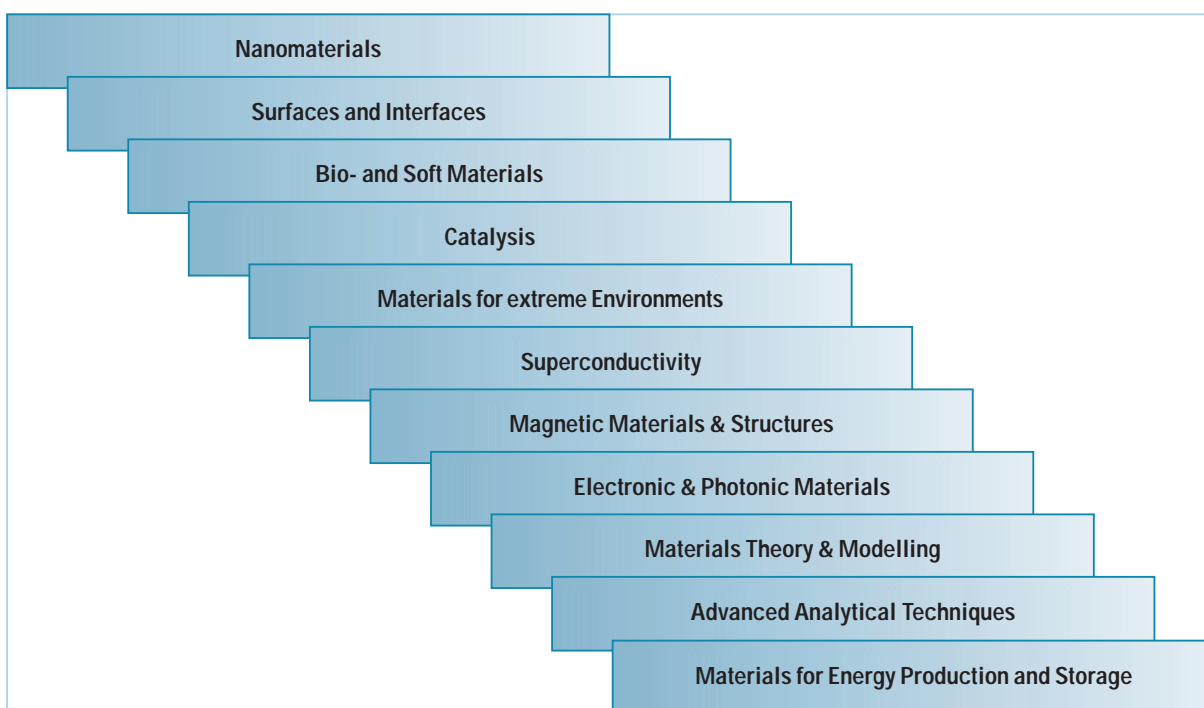 Nanomaterials
Surfaces and Interfaces
Bio- and Soft Materials
Catalysis
Materials for extreme Environments
Superconductivity
Magnetic Materials & Structures
Electronic & Photonic Materials
Materials Theory & Modelling
Advanced Analytical Techniques
Materials for Energy Production and Storage